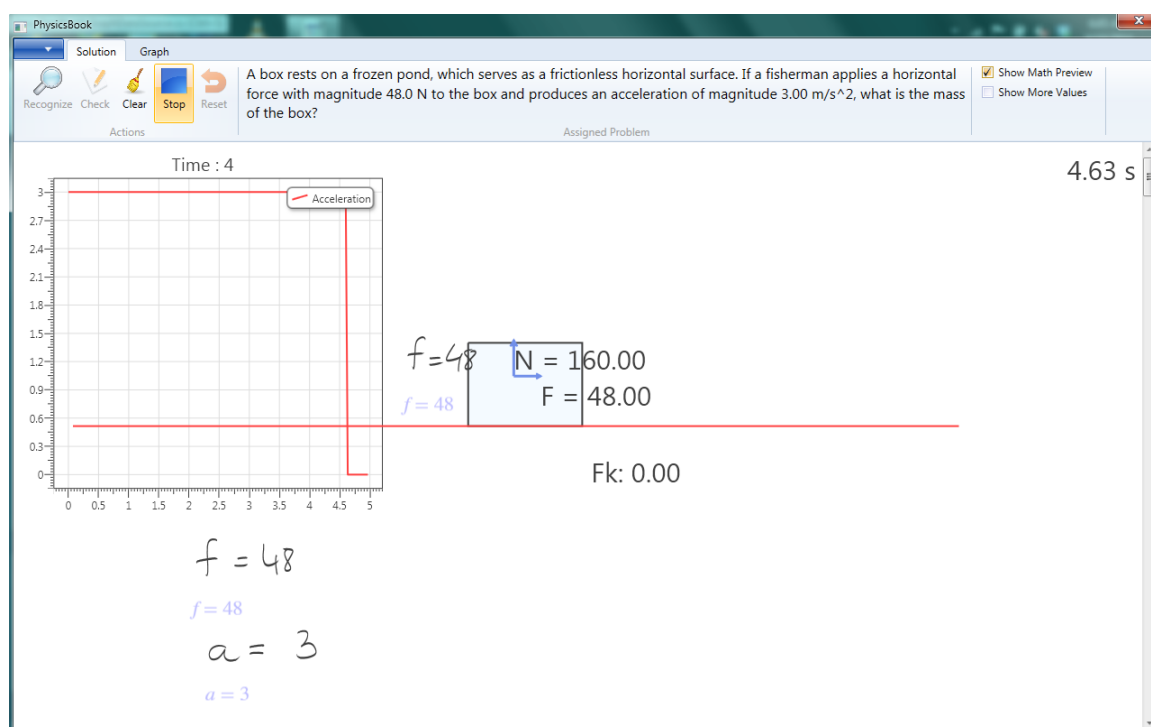 PhysicsBook
Solution Graph
Recognize Check Clear Stop Reset
Actions
A box rests on a frozen pond, which serves as a frictionless horizontal surface. If a fisherman applies a horizontal
force with magnitude 48.0 N to the box and produces an acceleration of magnitude 3.00 m/s^2, what is the mass
of the box?
Assigned Problem
Show Math Preview
Show More Values
Time : 4
4.63 s
Acceleration
3
2.7
2.4
2.1
1.8
1.5
1.2
0.9
0.6
0.3
0
0 0.5 1 1.5 2 2.5 3 3.5 4 4.5 5
f=48
f = 48
N = 160.00
F = 48.00
Fk: 0.00
f = 48
f = 48
a = 3
a = 3